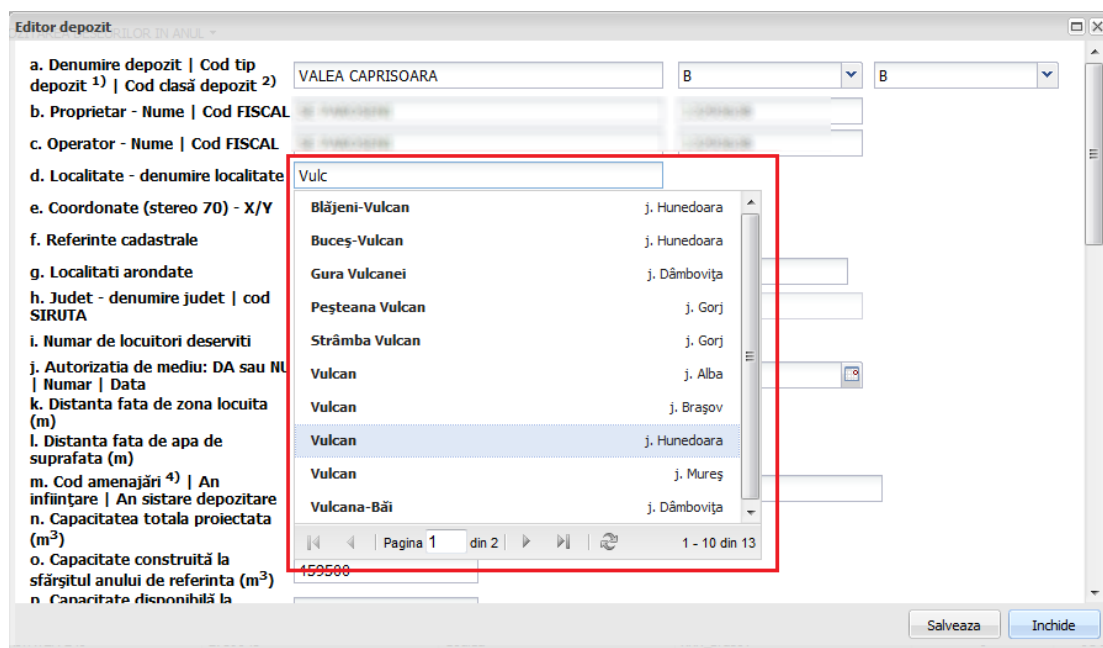 Editor depozit
a. Denumire depozit | Cod tip
depozit 1) | Cod clasă depozit 2)
VALEA CAPRISOARA
B
B
b. Proprietar - Nume | Cod FISCAL
c. Operator - Nume | Cod FISCAL
d. Localitate - denumire localitate
Vulc
e. Coordonate (stereo 70) - X/Y
f. Referinte cadastrale
g. Localitati arondate
h. Judet - denumire judet | cod
SIRUTA
i. Numar de locuitori deserviti
j. Autorizatia de mediu: DA sau NU
| Numar | Data
k. Distanta fata de zona locuita
(m)
l. Distanta fata de apa de
suprafata (m)
m. Cod amenajări 4) | An
infiinţare | An sistare depozitare
n. Capacitatea totala proiectata
(m3)
o. Capacitate construită la
sfârşitul anului de referinta (m3)
459500
p. Capacitate disponibilă la
Blăjeni-Vulcan j. Hunedoara
Buceş-Vulcan j. Hunedoara
Gura Vulcanei j. Dâmboviţa
Peşteana Vulcan j. Gorj
Strâmba Vulcan j. Gorj
Vulcan j. Alba
Vulcan j. Braşov
Vulcan j. Hunedoara
Vulcan j. Mureş
Vulcana-Băi j. Dâmboviţa
Pagina 1 din 2 1 - 10 din 13
Salveaza Inchide